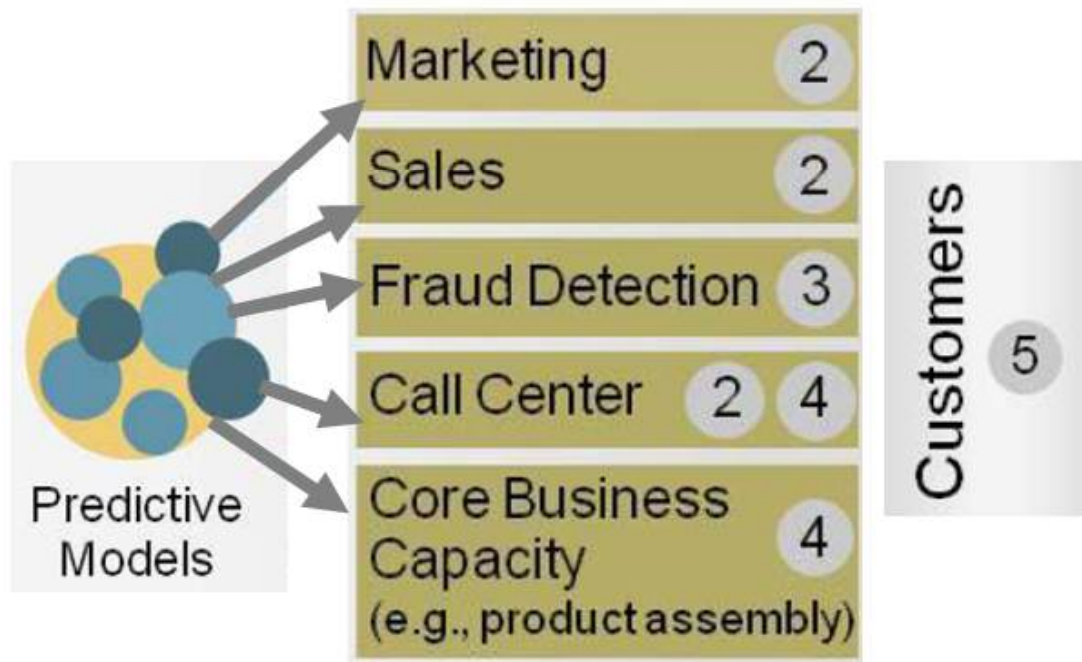 Marketing 2
Sales 2
Fraud Detection 3
Call Center 2 4
Core Business
Capacity 4
(e.g., product assembly)
Predictive
Models
Customers 5